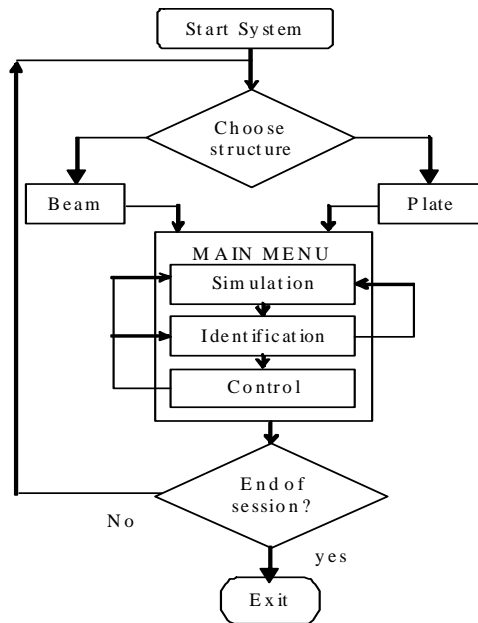 Start System
Choose
structure
Beam
Plate
MAIN MENU
Simulation
Identification
Control
End of
session?
No
yes
Exit